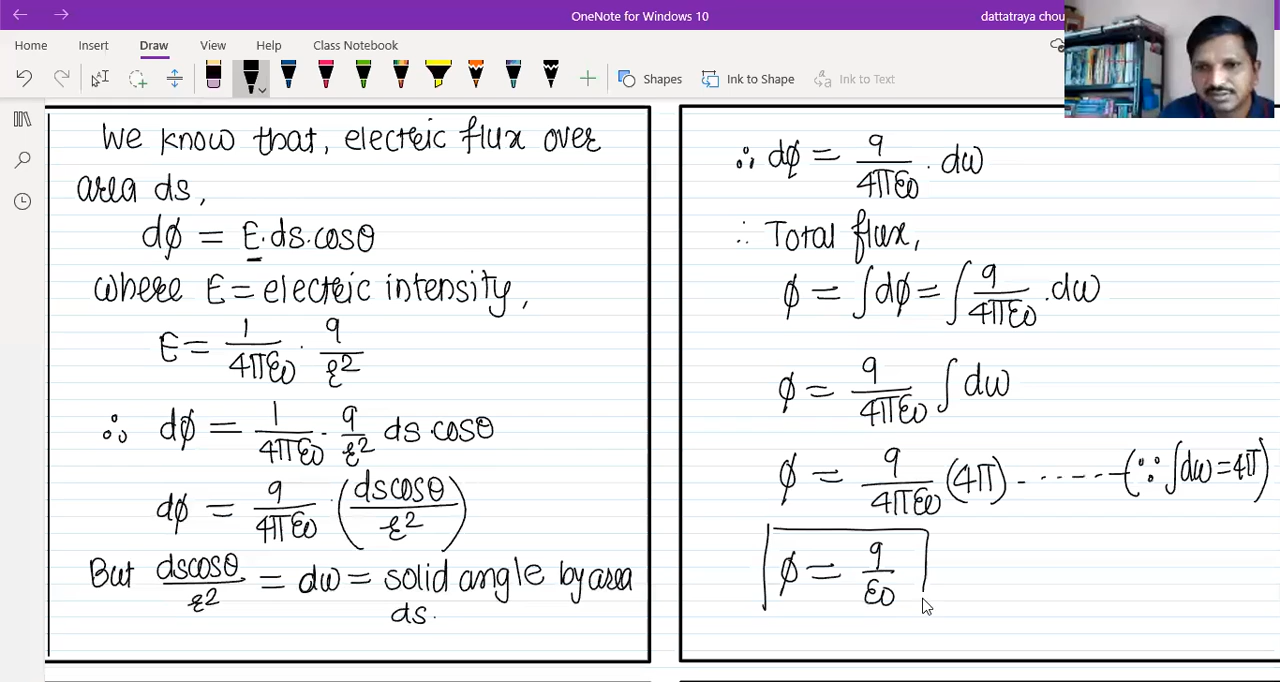 OneNote for Windows 10
dattatraya chou
Home Insert Draw View Help Class Notebook
Shapes Ink to Shape Ink to Text
We know that, electric flux over
area ds,
dϕ = E·ds·cosθ
where E = electric intensity,
E = 1/4πε0 · q/r²
∴ dϕ = 1/4πε0 · q/r² ds·cosθ
dϕ = q/4πε0 · (dscosθ/r²)
But dscosθ/r² = dω = solid angle by area
ds.
∴ dϕ = q/4πε0 · dω
∴ Total flux,
ϕ = ∫dϕ = ∫ q/4πε0 · dω
ϕ = q/4πε0 ∫ dω
ϕ = q/4πε0 (4π) ------ (∵ ∫dω = 4π)
ϕ = q/ε0